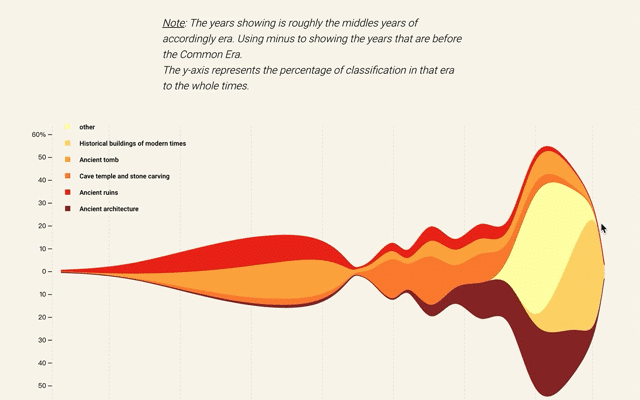 Note: The years showing is roughly the middles years of
accordingly era. Using minus to showing the years that are before
the Common Era.
The y-axis represents the percentage of classification in that era
to the whole times.
other
Historical buildings of modern times
Ancient tomb
Cave temple and stone carving
Ancient ruins
Ancient architecture
60%
50
40
30
20
10
0
10
20
30
40
50